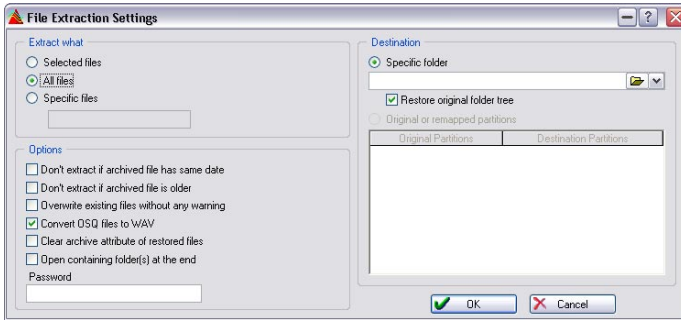 File Extraction Settings
Extract what
Selected files
All files
Specific files
Options
Don't extract if archived file has same date
Don't extract if archived file is older
Overwrite existing files without any warning
Convert OSQ files to WAV
Clear archive attribute of restored files
Open containing folder(s) at the end
Password
Destination
Specific folder
Restore original folder tree
Original or remapped partitions
Original Partitions Destination Partitions
OK Cancel